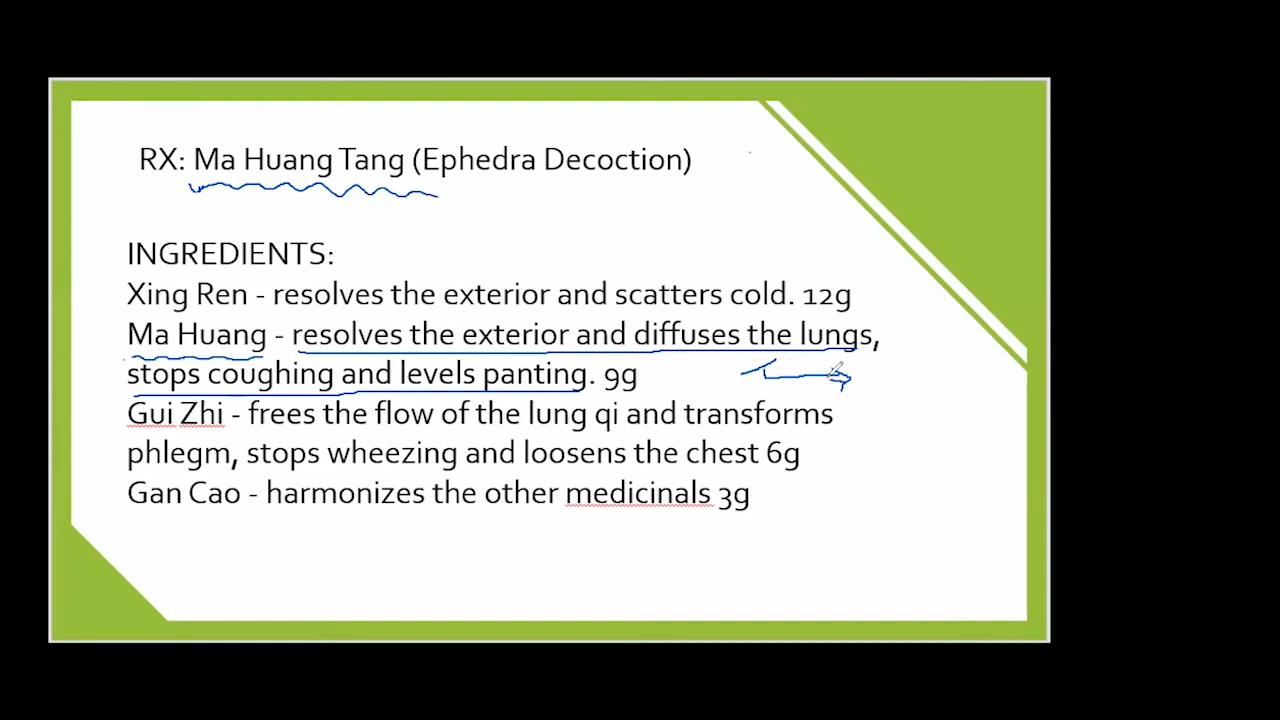 RX: Ma Huang Tang (Ephedra Decoction)
INGREDIENTS:
Xing Ren - resolves the exterior and scatters cold. 12g
Ma Huang - resolves the exterior and diffuses the lungs,
stops coughing and levels panting. 9g
Gui Zhi - frees the flow of the lung qi and transforms
phlegm, stops wheezing and loosens the chest 6g
Gan Cao - harmonizes the other medicinals 3g